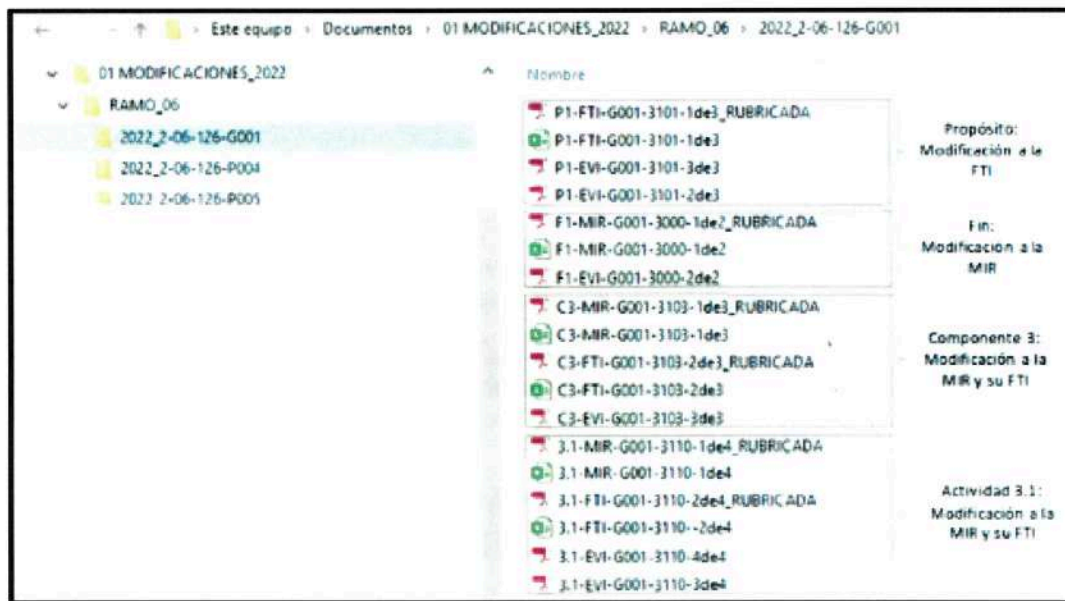 Este equipo › Documentos › 01 MODIFICACIONES_2022 › RAMO_06 › 2022_2-06-126-G001
01 MODIFICACIONES_2022
RAMO_06
2022_2-06-126-G001
2022_2-06-126-P004
2022_2-06-126-P005
Nombre
P1-FTI-G001-3101-1de3_RUBRICADA
P1-FTI-G001-3101-1de3
P1-EVI-G001-3101-3de3
P1-EVI-G001-3101-2de3
Propósito:
Modificación a la
FTI
F1-MIR-G001-3000-1de2_RUBRICADA
F1-MIR-G001-3000-1de2
F1-EVI-G001-3000-2de2
Fin:
Modificación a la
MIR
C3-MIR-G001-3103-1de3_RUBRICADA
C3-MIR-G001-3103-1de3
C3-FTI-G001-3103-2de3_RUBRICADA
C3-FTI-G001-3103-2de3
C3-EVI-G001-3103-3de3
Componente 3:
Modificación a la
MIR y su FTI
3.1-MIR-G001-3110-1de4_RUBRICADA
3.1-MIR-G001-3110-1de4
3.1-FTI-G001-3110-2de4_RUBRICADA
3.1-FTI-G001-3110--2de4
3.1-EVI-G001-3110-4de4
3.1-EVI-G001-3110-3de4
Actividad 3.1:
Modificación a la
MIR y su FTI